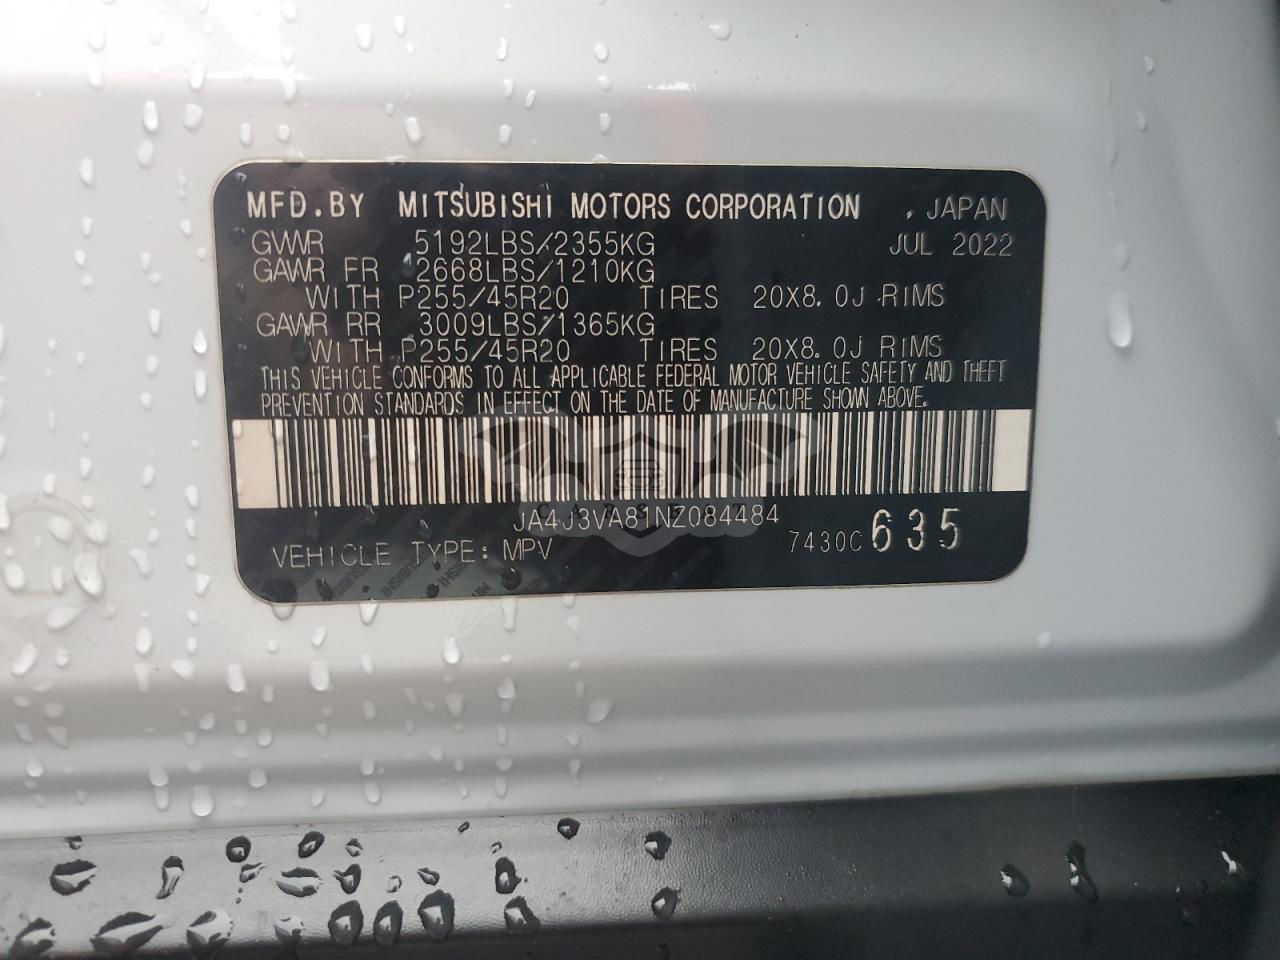 MFD.BY MITSUBISHI MOTORS CORPORATION , JAPAN
GVWR 5192LBS/2355KG JUL 2022
GAWR FR 2668LBS/1210KG
WITH P255/45R20 TIRES 20X8.0J RIMS
GAWR RR 3009LBS/1365KG
WITH P255/45R20 TIRES 20X8.0J RIMS
THIS VEHICLE CONFORMS TO ALL APPLICABLE FEDERAL MOTOR VEHICLE SAFETY AND THEFT
PREVENTION STANDARDS IN EFFECT ON THE DATE OF MANUFACTURE SHOWN ABOVE.
JA4J3VA81NZ084484
VEHICLE TYPE: MPV 7430C 635